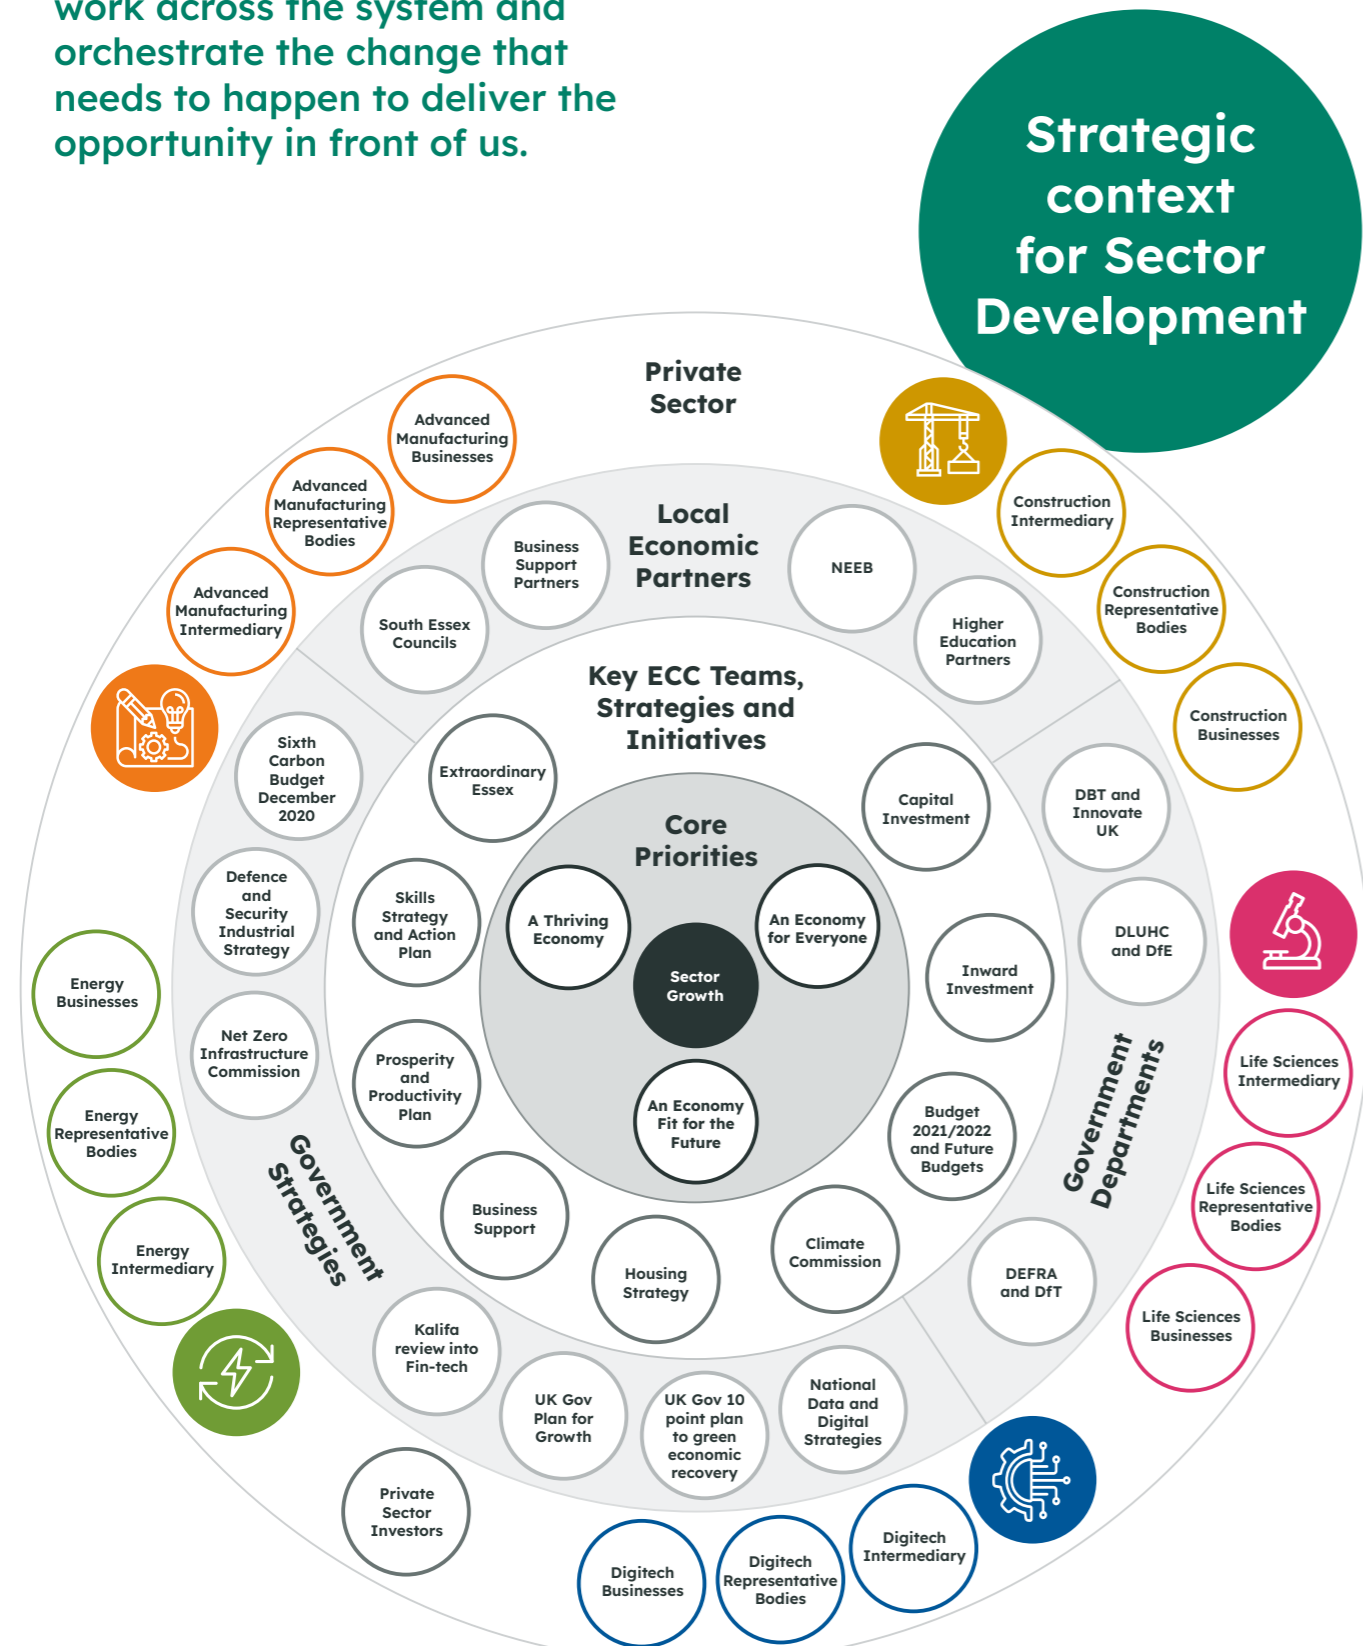 work across the system and
orchestrate the change that
needs to happen to deliver the
opportunity in front of us.
Strategic
context
for Sector
Development
Private
Sector
Advanced
Manufacturing
Businesses
Advanced
Manufacturing
Representative
Bodies
Advanced
Manufacturing
Intermediary
Construction
Intermediary
Construction
Representative
Bodies
Construction
Businesses
Local
Economic
Partners
Business
Support
Partners
South Essex
Councils
NEEB
Higher
Education
Partners
Key ECC Teams,
Strategies and
Initiatives
Extraordinary
Essex
Capital
Investment
Skills
Strategy
and Action
Plan
Inward
Investment
Prosperity
and
Productivity
Plan
Budget
2021/2022
and Future
Budgets
Business
Support
Housing
Strategy
Climate
Commission
Core
Priorities
A Thriving
Economy
An Economy
for Everyone
Sector
Growth
An Economy
Fit for the
Future
Sixth
Carbon
Budget
December
2020
Defence
and
Security
Industrial
Strategy
Net Zero
Infrastructure
Commission
Government
Strategies
Kalifa
review into
Fin-tech
UK Gov
Plan for
Growth
UK Gov 10
point plan
to green
economic
recovery
National
Data and
Digital
Strategies
DBT and
Innovate
UK
DLUHC
and DfE
Government
Departments
DEFRA
and DfT
Energy
Businesses
Energy
Representative
Bodies
Energy
Intermediary
Private
Sector
Investors
Digitech
Businesses
Digitech
Representative
Bodies
Digitech
Intermediary
Life Sciences
Intermediary
Life Sciences
Representative
Bodies
Life Sciences
Businesses